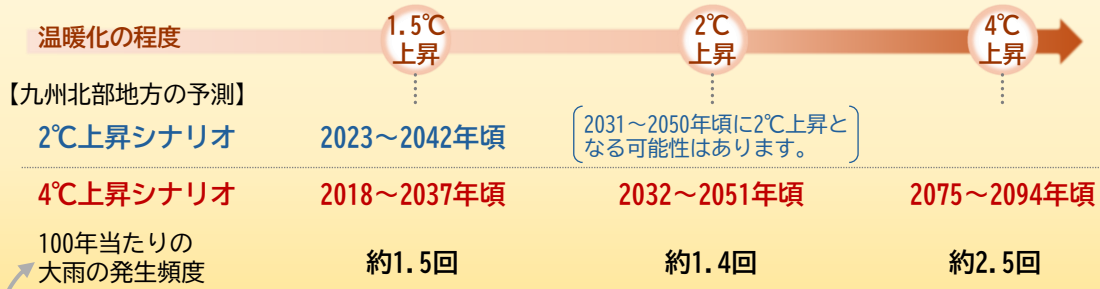 温暖化の程度
1.5℃
上昇
2℃
上昇
4℃
上昇
【九州北部地方の予測】
2℃上昇シナリオ 2023～2042年頃
2031～2050年頃に2℃上昇と
なる可能性はあります。
4℃上昇シナリオ 2018～2037年頃 2032～2051年頃 2075～2094年頃
100年当たりの
大雨の発生頻度
約1.5回 約1.4回 約2.5回